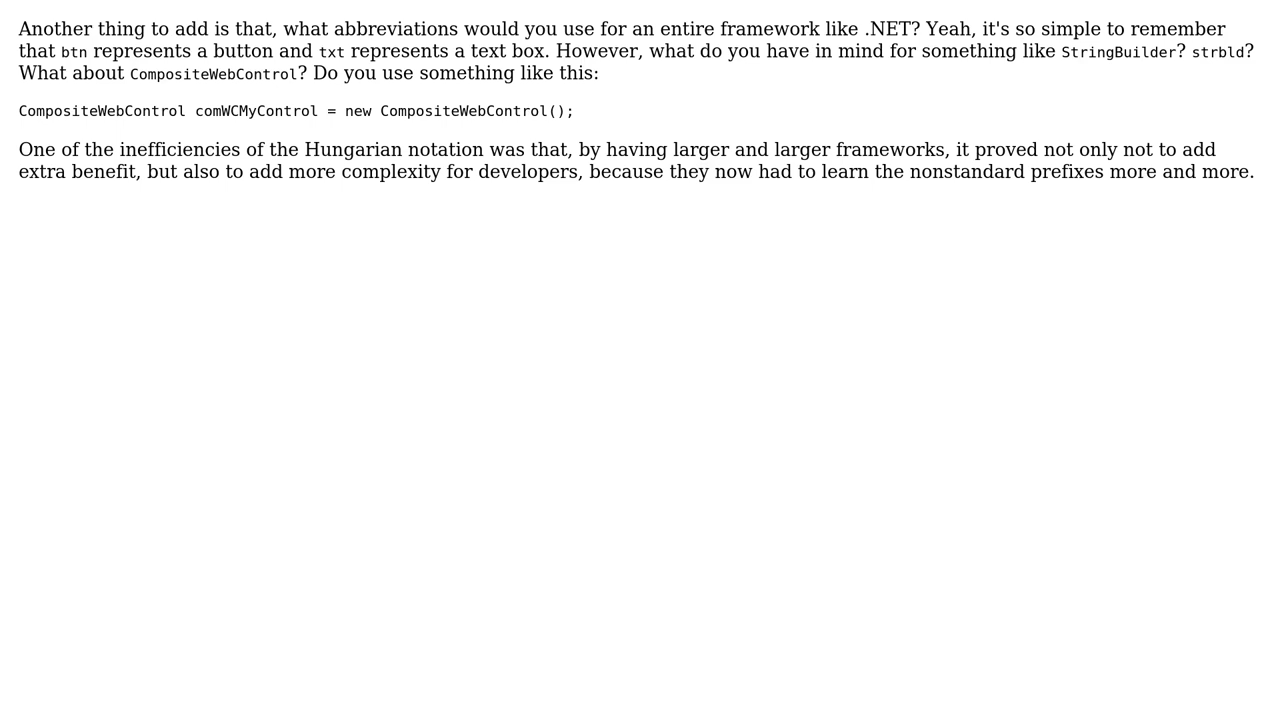 Another thing to add is that, what abbreviations would you use for an entire framework like .NET? Yeah, it's so simple to remember
that btn represents a button and txt represents a text box. However, what do you have in mind for something like StringBuilder? strbld?
What about CompositeWebControl? Do you use something like this:
CompositeWebControl comWCMyControl = new CompositeWebControl();
One of the inefficiencies of the Hungarian notation was that, by having larger and larger frameworks, it proved not only not to add
extra benefit, but also to add more complexity for developers, because they now had to learn the nonstandard prefixes more and more.